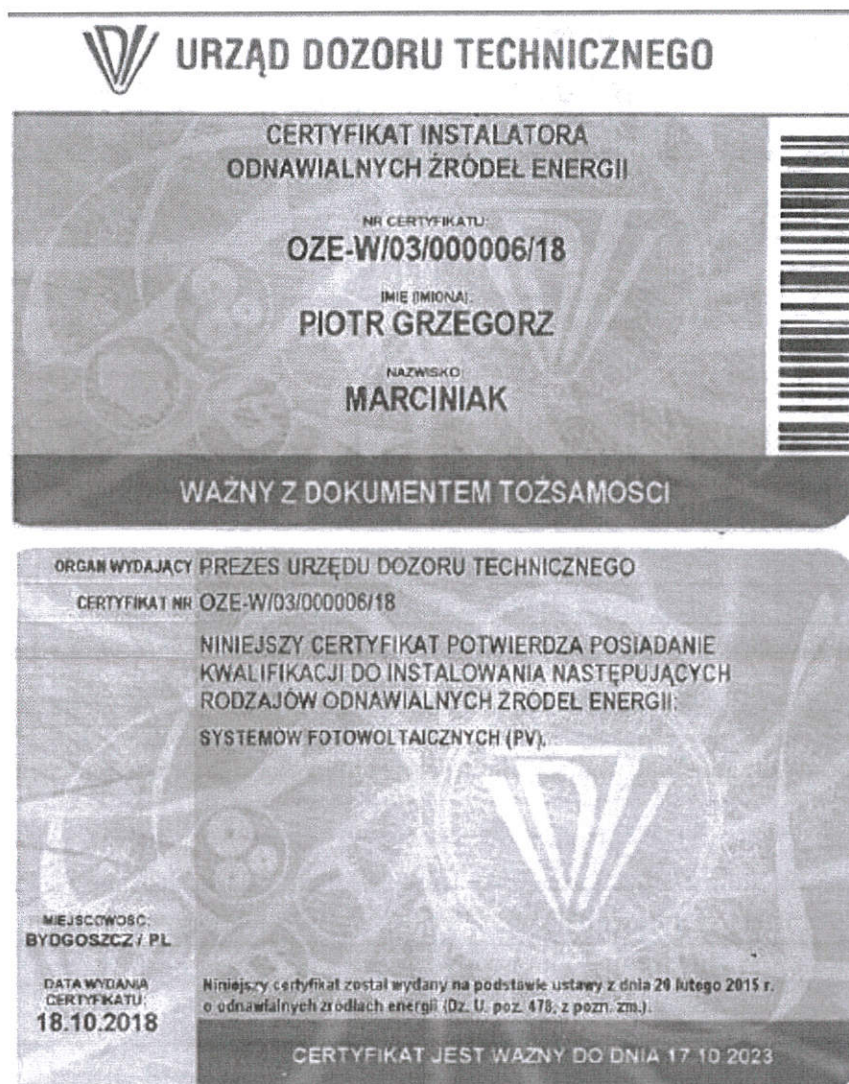 URZĄD DOZORU TECHNICZNEGO
CERTYFIKAT INSTALATORA
ODNAWIALNYCH ŹRÓDEŁ ENERGII
NR CERTYFIKATU:
OZE-W/03/000006/18
IMIĘ (IMIONA):
PIOTR GRZEGORZ
NAZWISKO:
MARCINIAK
WAŻNY Z DOKUMENTEM TOŻSAMOŚCI
ORGAN WYDAJĄCY PREZES URZĘDU DOZORU TECHNICZNEGO
CERTYFIKAT NR OZE-W/03/000006/18
NINIEJSZY CERTYFIKAT POTWIERDZA POSIADANIE
KWALIFIKACJI DO INSTALOWANIA NASTĘPUJĄCYCH
RODZAJÓW ODNAWIALNYCH ŹRÓDEŁ ENERGII:
SYSTEMÓW FOTOWOLTAICZNYCH (PV).
MIEJSCOWOŚĆ:
BYDGOSZCZ / PL
DATA WYDANIA
CERTYFIKATU:
18.10.2018
Niniejszy certyfikat został wydany na podstawie ustawy z dnia 20 lutego 2015 r.
o odnawialnych źródłach energii (Dz. U. poz. 478, z pozn. zm.).
CERTYFIKAT JEST WAŻNY DO DNIA 17.10.2023